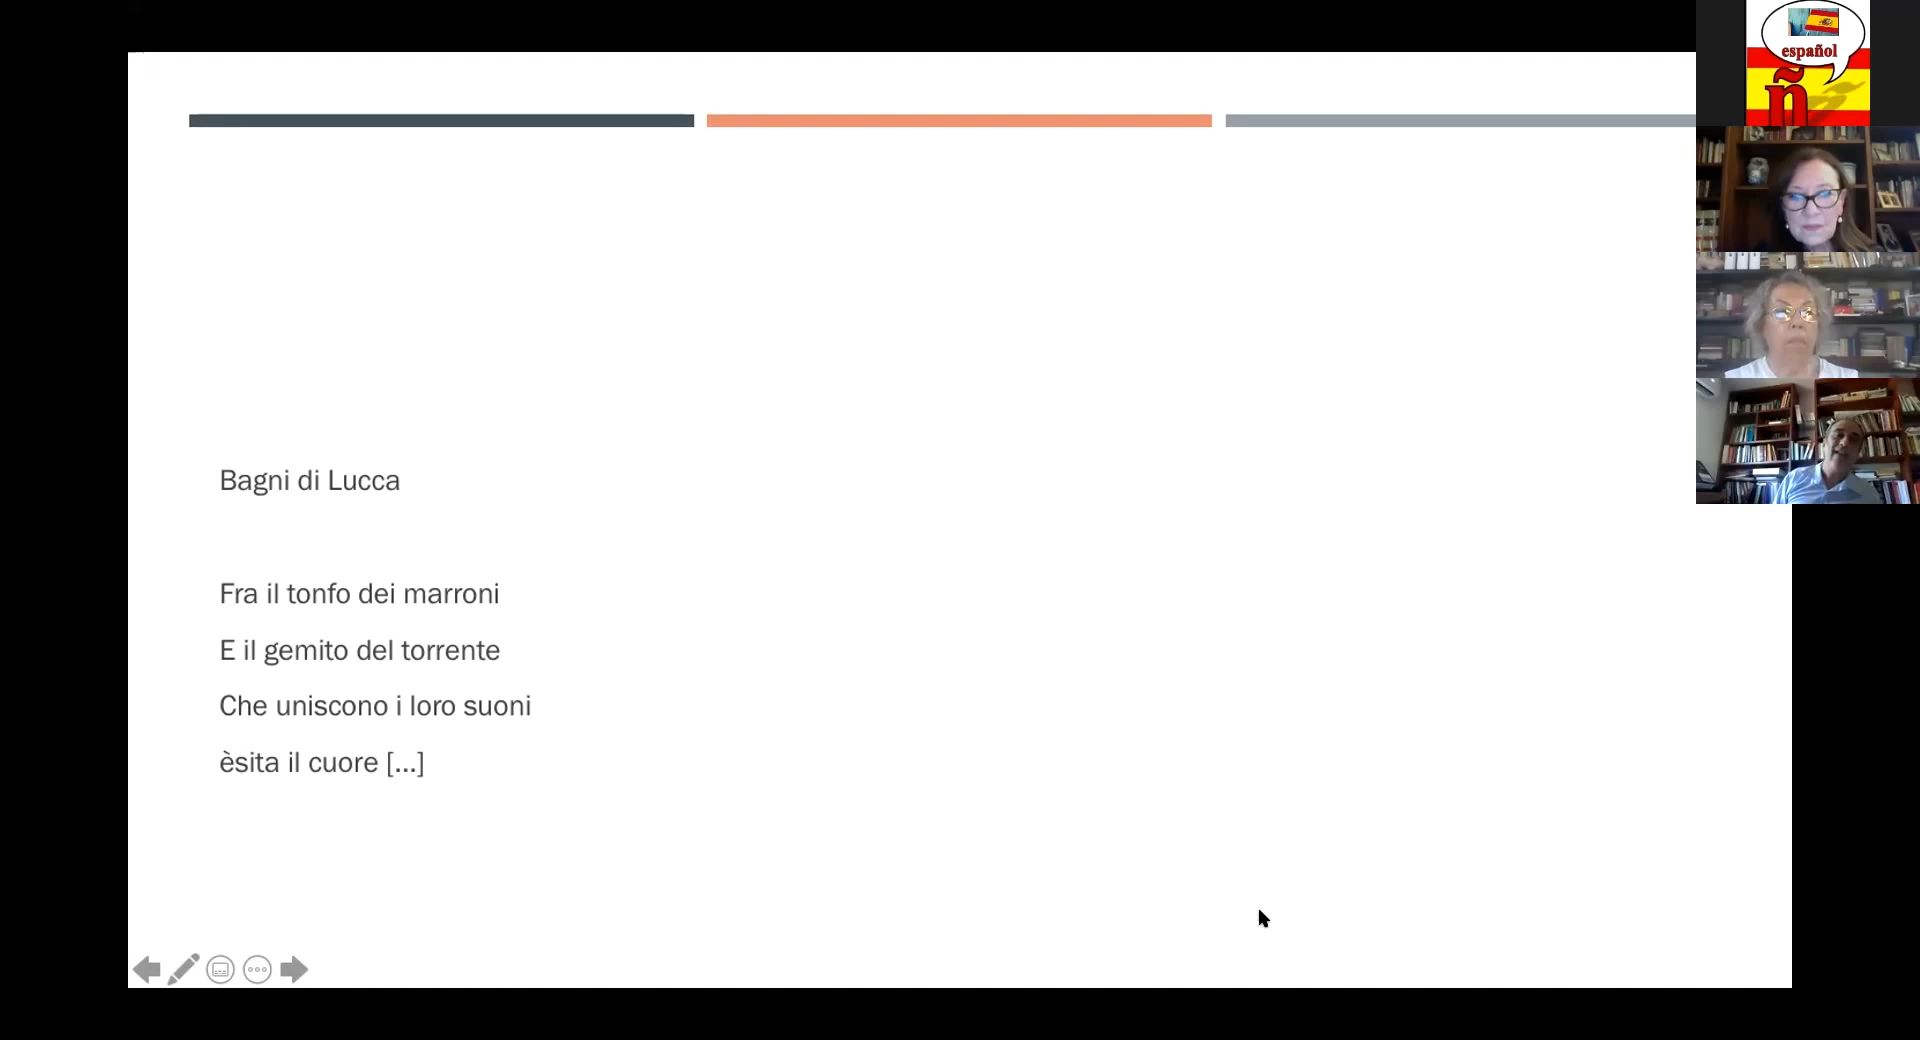 español
ñ
Bagni di Lucca
Fra il tonfo dei marroni
E il gemito del torrente
Che uniscono i loro suoni
èsita il cuore [...]